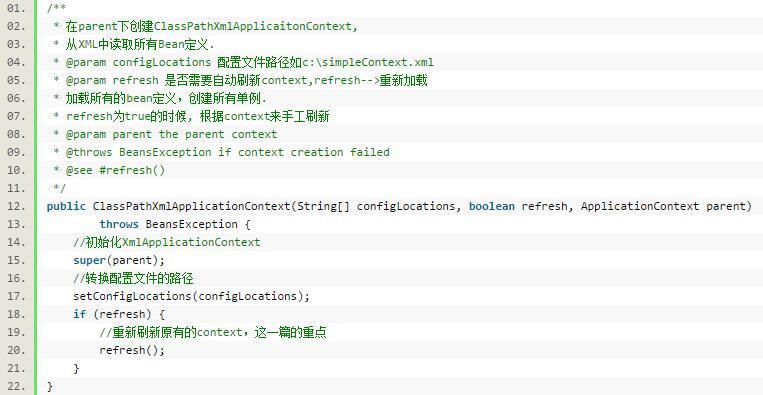 01. /**
02. * 在parent下创建ClassPathXmlApplicaitonContext,
03. * 从XML中读取所有Bean定义.
04. * @param configLocations 配置文件路径如c:\simpleContext.xml
05. * @param refresh 是否需要自动刷新context,refresh-->重新加载
06. * 加载所有的bean定义，创建所有单例.
07. * refresh为true的时候, 根据context来手工刷新
08. * @param parent the parent context
09. * @throws BeansException if context creation failed
10. * @see #refresh()
11. */
12. public ClassPathXmlApplicationContext(String[] configLocations, boolean refresh, ApplicationContext parent)
13. throws BeansException {
14. //初始化XmlApplicationContext
15. super(parent);
16. //转换配置文件的路径
17. setConfigLocations(configLocations);
18. if (refresh) {
19. //重新刷新原有的context，这一篇的重点
20. refresh();
21. }
22. }